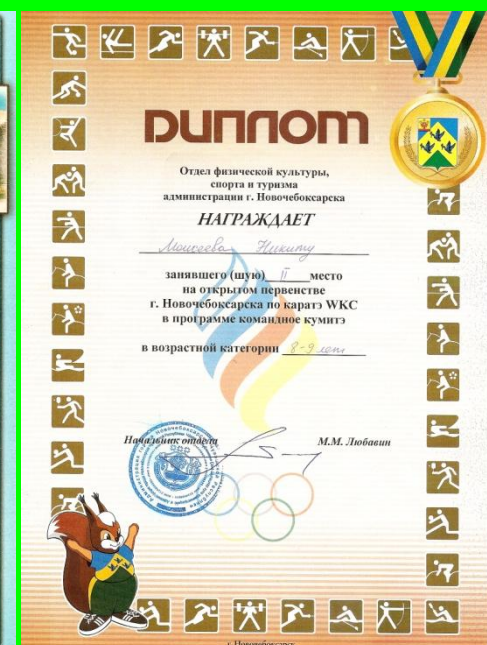 ДИПЛОМ
Отдел физической культуры,
спорта и туризма
администрации г. Новочебоксарска
НАГРАЖДАЕТ
Моисеева Никиту
занявшего (шую) II место
на открытом первенстве
г. Новочебоксарска по каратэ WKC
в программе командное кумитэ
в возрастной категории 8-9 лет
Начальник отдела М.М. Любавин
г. Новочебоксарск